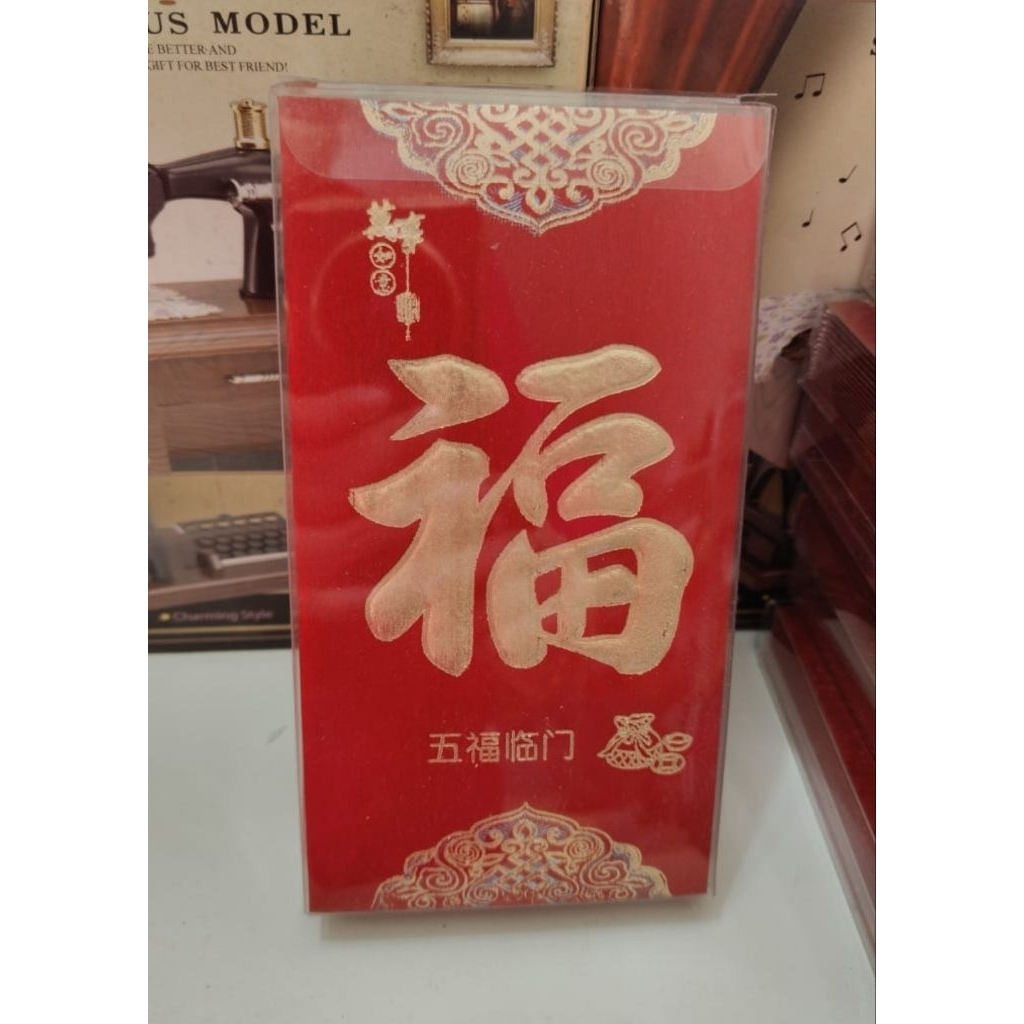 US MODEL
E BETTER AND
GIFT FOR BEST FRIEND!
萬事
如意
福
五福临门
Charming Style